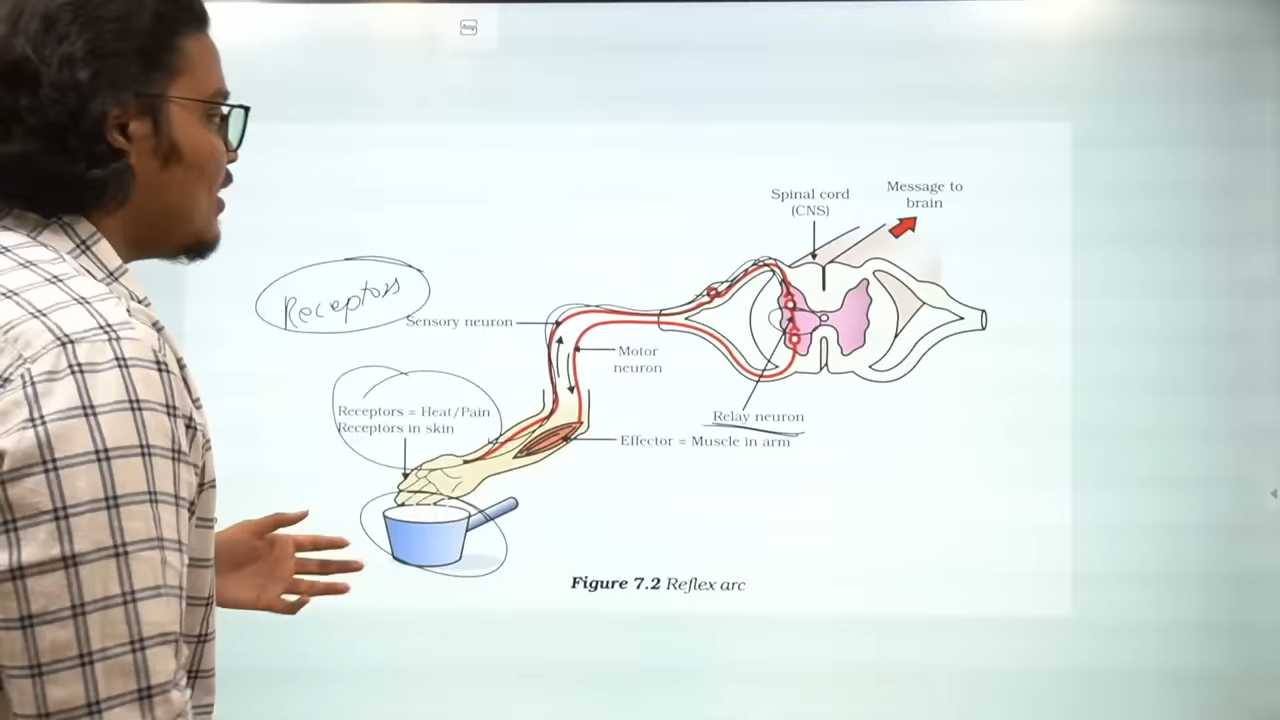 Spinal cord
(CNS)
Message to
brain
Receptors
Sensory neuron
Motor
neuron
Receptors = Heat/Pain
Receptors in skin
Relay neuron
Effector = Muscle in arm
Figure 7.2 Reflex arc